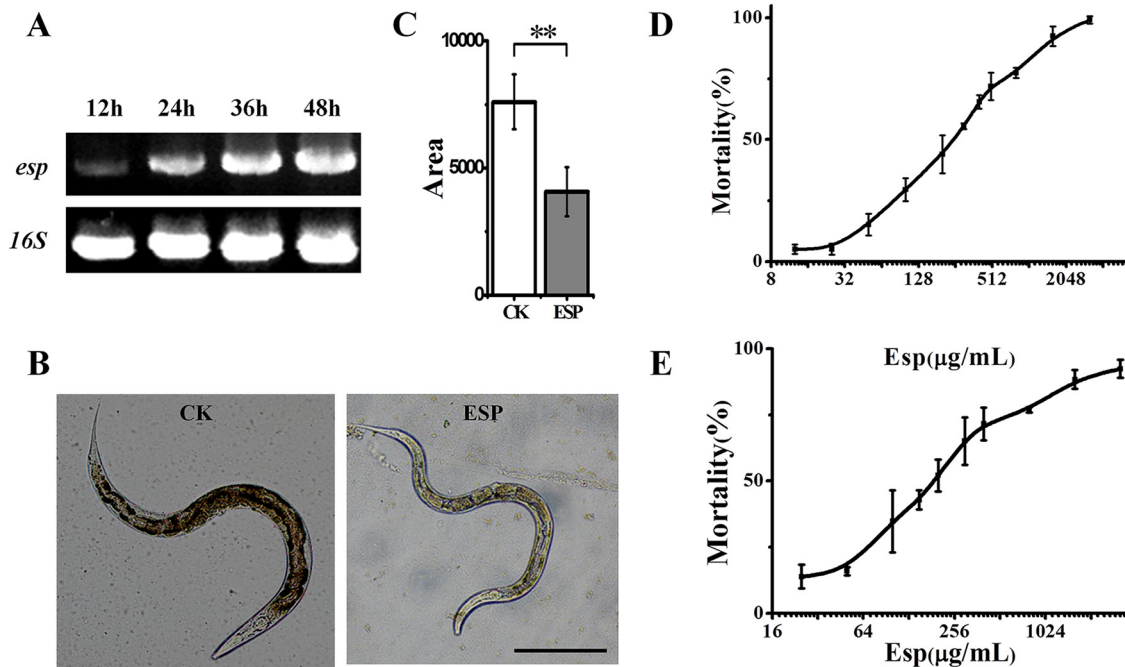 A
12h 24h 36h 48h
esp
16S
B
CK
ESP
C
**
10000
5000
0
Area
CK ESP
D
100
50
0
Mortality(%)
8 32 128 512 2048
Esp(μg/mL)
E
100
50
0
Mortality(%)
16 64 256 1024
Esp(μg/mL)